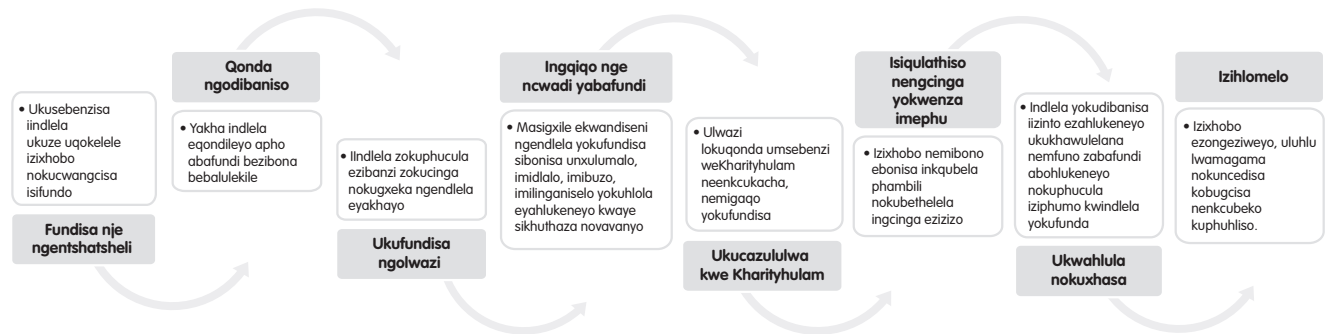 • Ukusebenzisa
iindlela
ukuze uqokelele
izixhobo
nokucwangcisa
isifundo
Fundisa nje
ngentshatsheli
Qonda
ngodibaniso
• Yakha indlela
eqondileyo apho
abafundi bezibona
bebalulekile
• IIndlela zokuphucula
ezibanzi zokucinga
nokugxeka ngendlela
eyakhayo
Ukufundisa
ngolwazi
Ingqiqo nge
ncwadi yabafundi
• Masigxile ekwandiseni
ngendlela yokufundisa
sibonisa unxulumalo,
imidlalo, imibuzo,
imilinganiselo yokuhlola
eyahlukeneyo kwaye
sikhuthaza novavanyo
• Ulwazi
lokuqonda umsebenzi
weKharityhulam
neenkcukacha,
nemigaqo
yokufundisa
Ukucazululwa
kwe Kharityhulam
Isiqulathiso
nengcinga
yokwenza
imephu
• Izixhobo nemibono
ebonisa inkqubela
phambili
nokubethelela
ingcinga ezizizo
• Indlela yokudibanisa
iizinto ezahlukeneyo
ukukhawulelana
nemfuno zabafundi
abohlukeneyo
nokuphucula
iziphumo kwindlela
yokufunda
Ukwahlula
nokuxhasa
Izihlomelo
• Izixhobo
ezongeziweyo, uluhlu
lwamagama
nokuncedisa
kobugcisa
nenkcubeko
kuphuhliso.